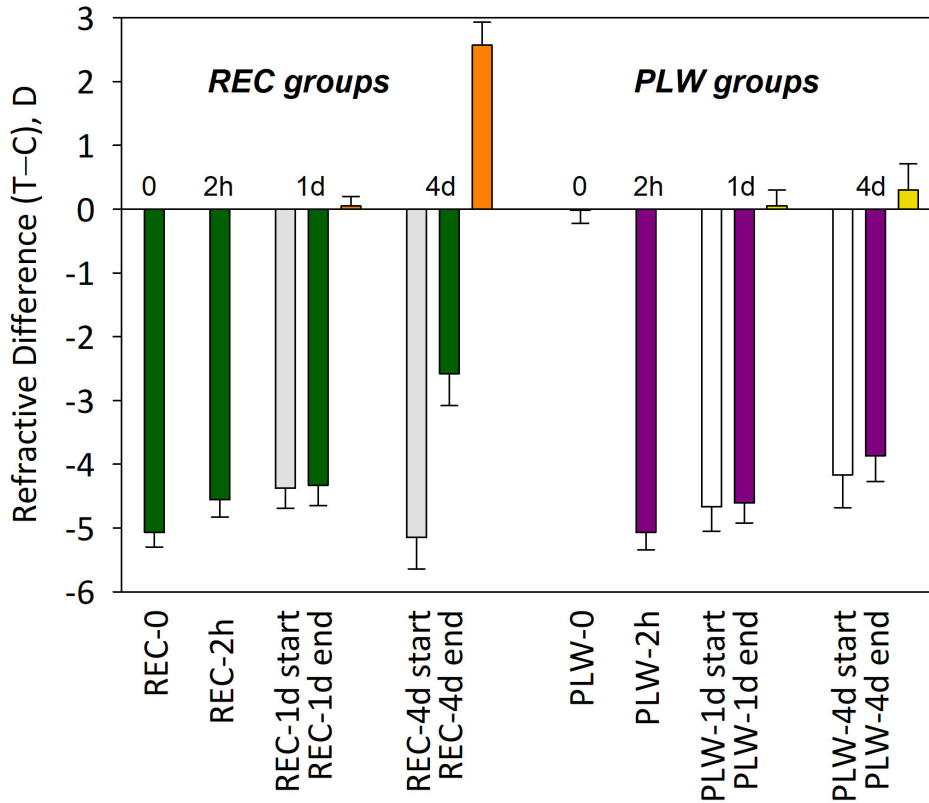 Refractive Difference (T−C), D
3
2
1
0
-1
-2
-3
-4
-5
-6
REC groups
PLW groups
0
2h
1d
4d
0
2h
1d
4d
REC-0
REC-2h
REC-1d start
REC-1d end
REC-4d start
REC-4d end
PLW-0
PLW-2h
PLW-1d start
PLW-1d end
PLW-4d start
PLW-4d end